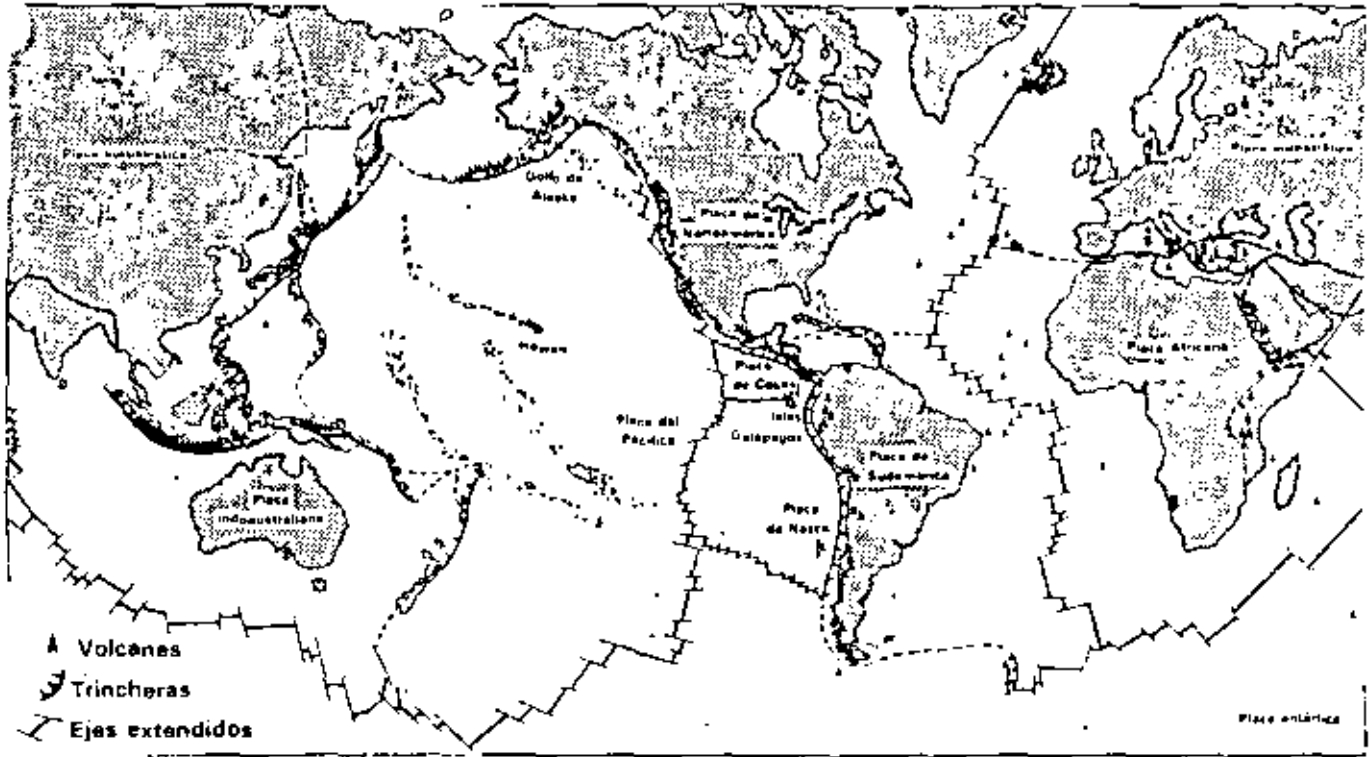 Placa euroasiática
Golfo de
Alaska
Placa de
Norteamérica
Placa euroasiática
Hawaii
Placa
de Cocos
Placa Africana
Placa del
Pacífico
Islas
Galápagos
Placa de
Sudamérica
Placa
Indoaustraliana
Placa
de Nazca
Volcanes
Trincheras
Ejes extendidos
Placa antártica